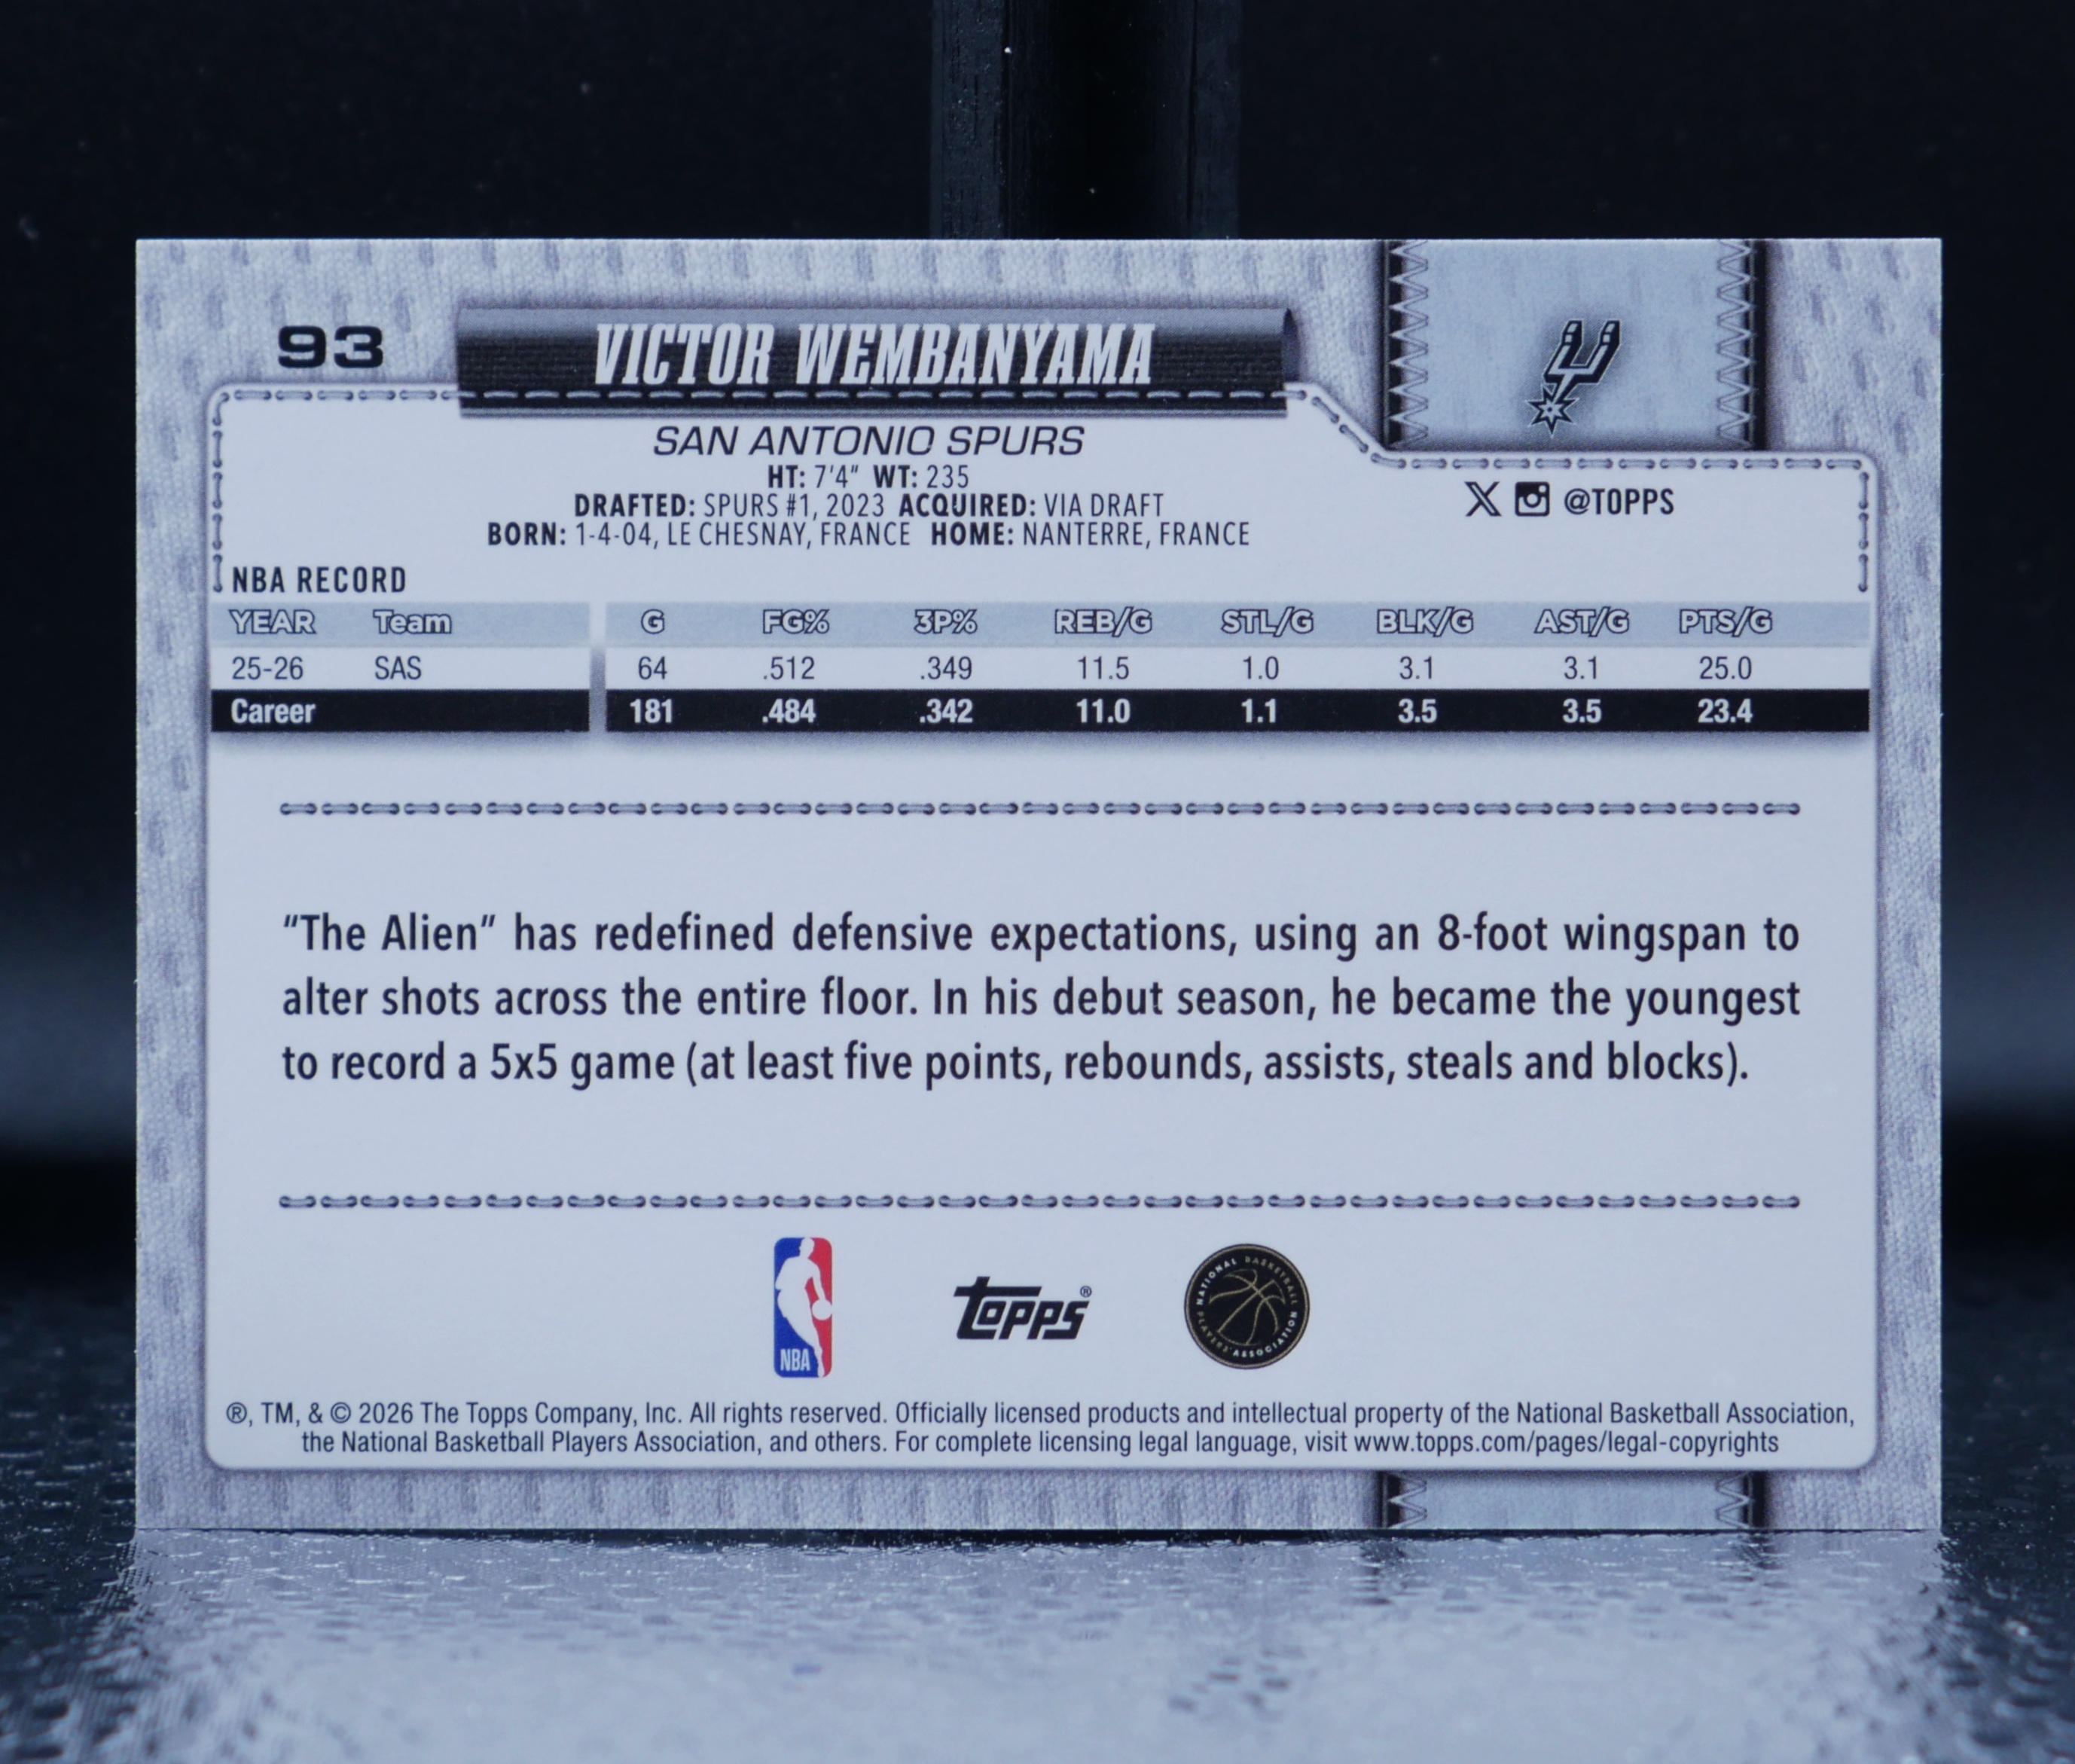 93
VICTOR WEMBANYAMA
SAN ANTONIO SPURS
HT: 7'4" WT: 235
DRAFTED: SPURS #1, 2023 ACQUIRED: VIA DRAFT
BORN: 1-4-04, LE CHESNAY, FRANCE HOME: NANTERRE, FRANCE
@TOPPS
NBA RECORD
YEAR Team G FG% 3P% REB/G STL/G BLK/G AST/G PTS/G
25-26 SAS 64 .512 .349 11.5 1.0 3.1 3.1 25.0
Career 181 .484 .342 11.0 1.1 3.5 3.5 23.4
"The Alien" has redefined defensive expectations, using an 8-foot wingspan to
alter shots across the entire floor. In his debut season, he became the youngest
to record a 5x5 game (at least five points, rebounds, assists, steals and blocks).
NBA
topps®
NATIONAL BASKETBALL PLAYERS ASSOCIATION
®, TM, & © 2026 The Topps Company, Inc. All rights reserved. Officially licensed products and intellectual property of the National Basketball Association,
the National Basketball Players Association, and others. For complete licensing legal language, visit www.topps.com/pages/legal-copyrights